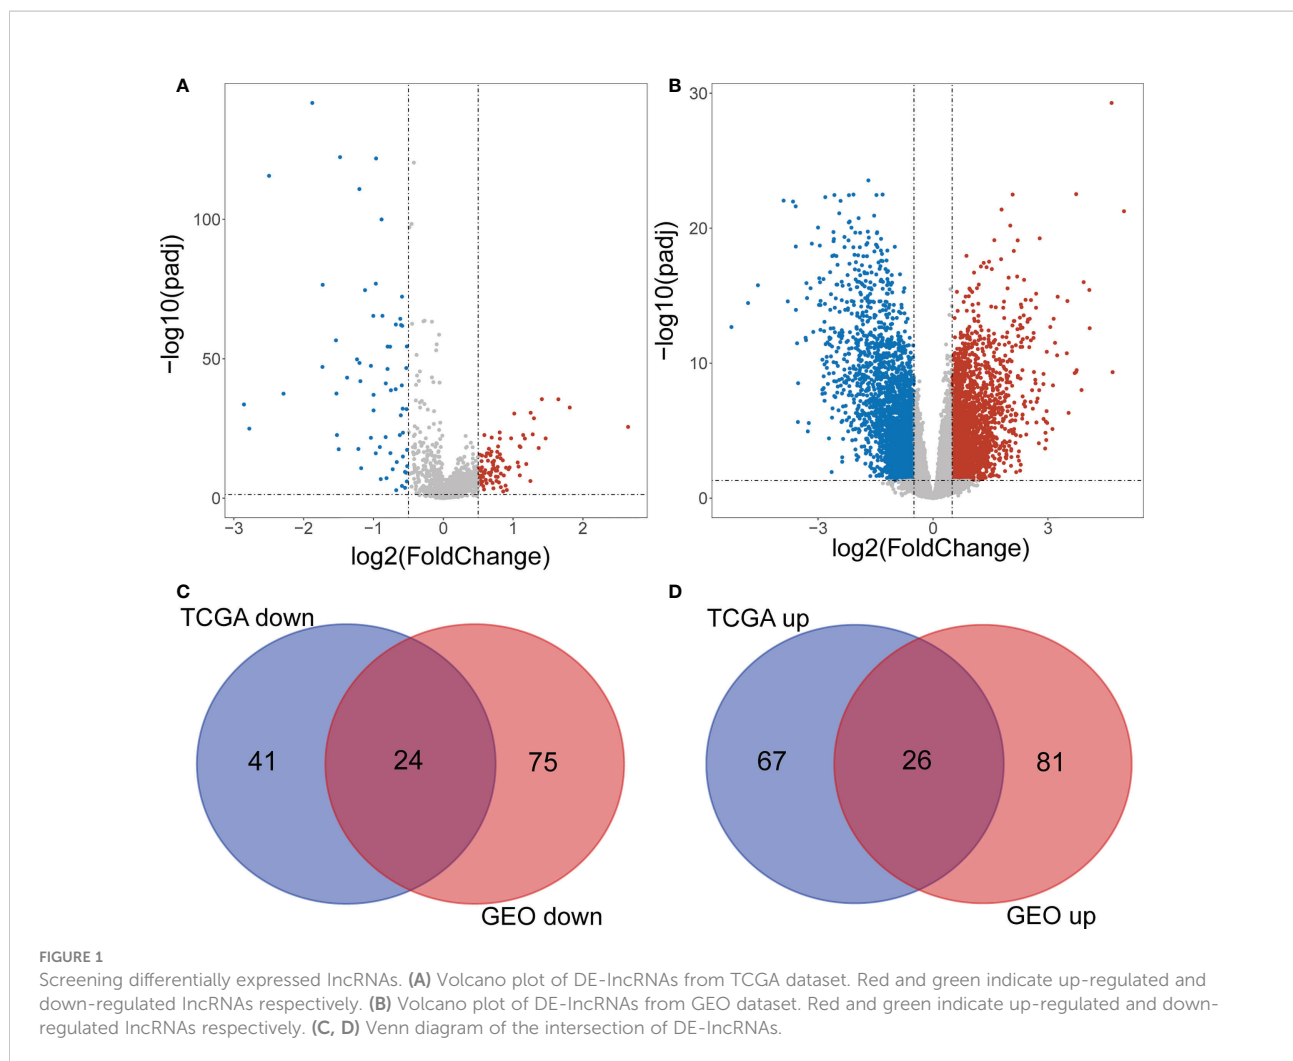 A
B
−log10(padj)
100
50
0
−3
−2
−1
0
1
2
log2(FoldChange)
−log10(padj)
30
20
10
0
−3
0
3
log2(FoldChange)
C
TCGA down
41
24
75
GEO down
D
TCGA up
67
26
81
GEO up
FIGURE 1
Screening differentially expressed lncRNAs. (A) Volcano plot of DE-lncRNAs from TCGA dataset. Red and green indicate up-regulated and
down-regulated lncRNAs respectively. (B) Volcano plot of DE-lncRNAs from GEO dataset. Red and green indicate up-regulated and down-
regulated lncRNAs respectively. (C, D) Venn diagram of the intersection of DE-lncRNAs.